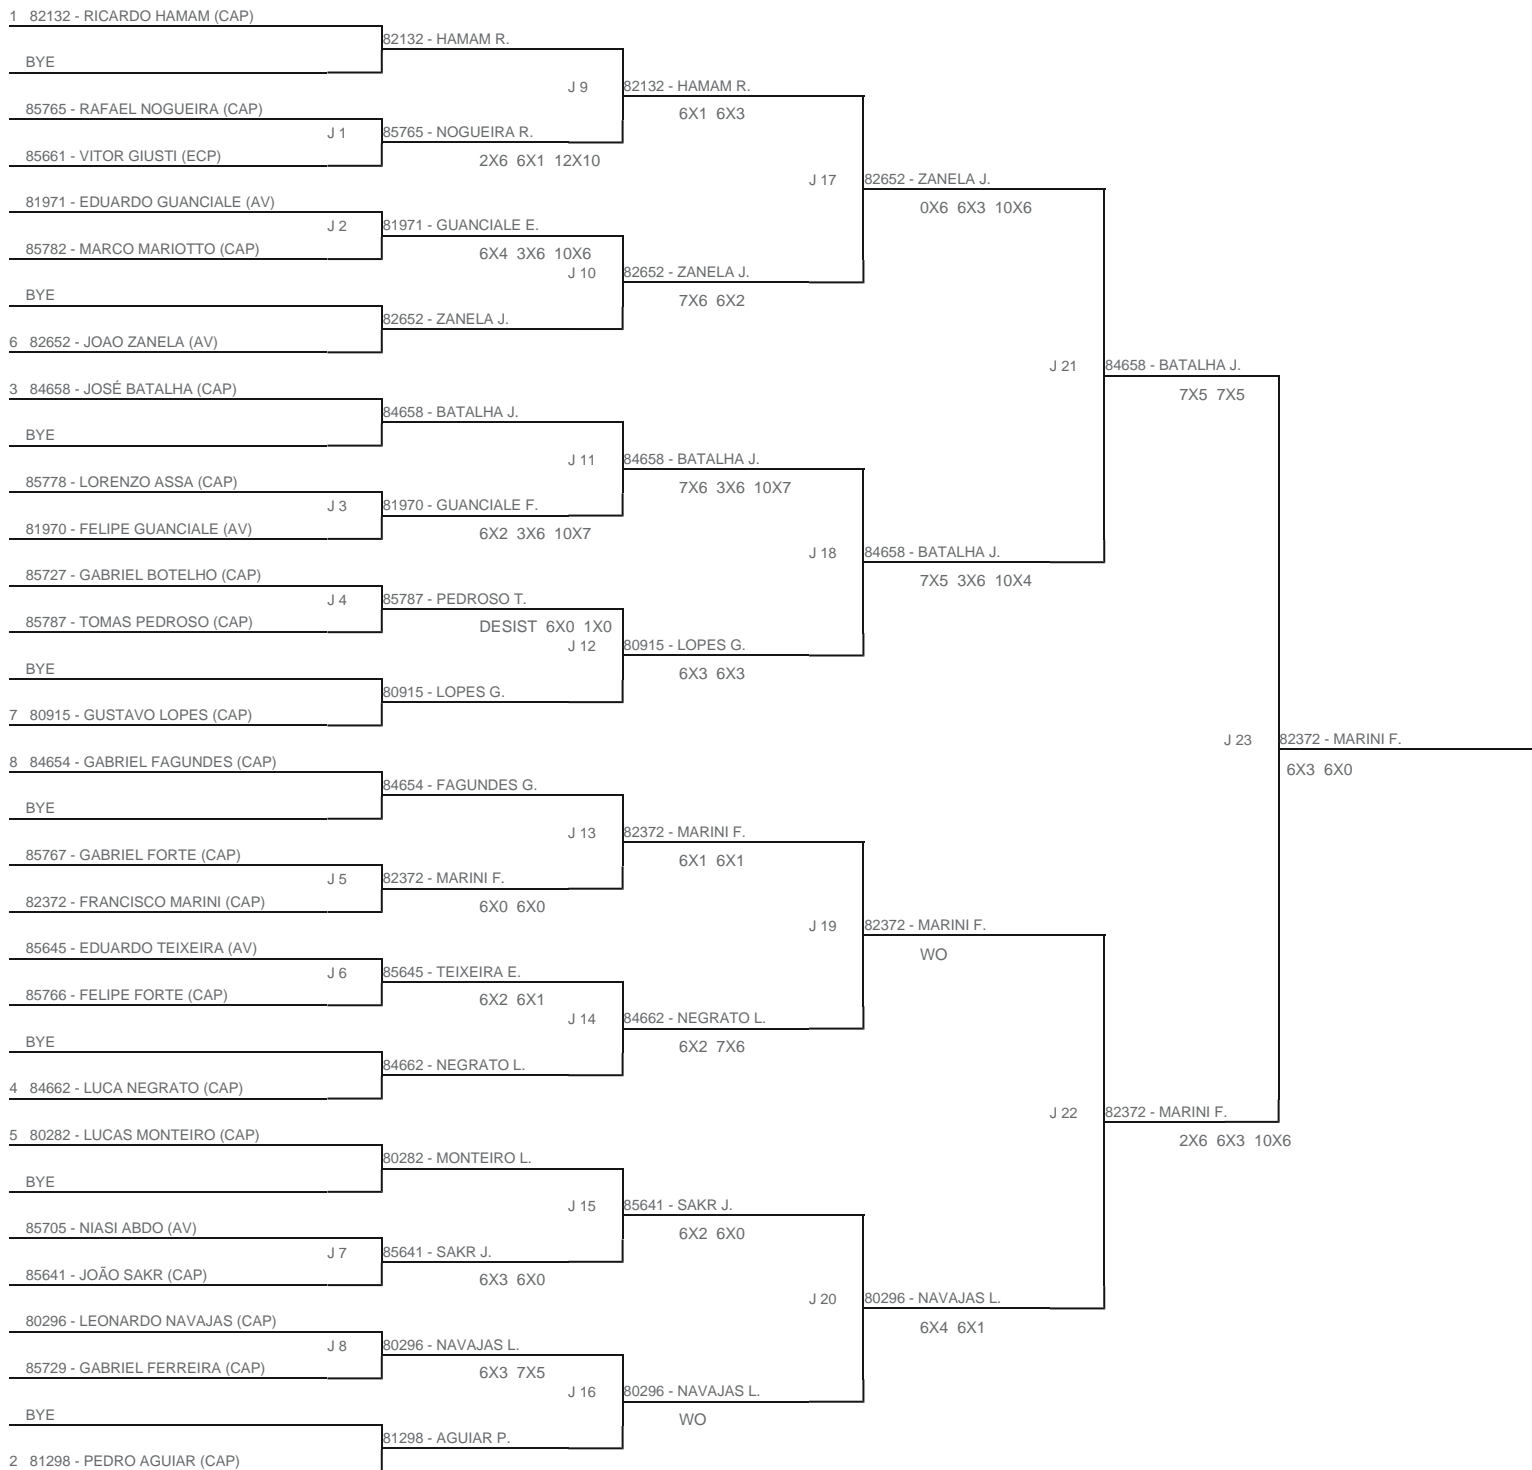 1 82132 - RICARDO HAMAM (CAP)
82132 - HAMAM R.
BYE
J 9
82132 - HAMAM R.
6X1 6X3
85765 - RAFAEL NOGUEIRA (CAP)
J 1
85765 - NOGUEIRA R.
2X6 6X1 12X10
85661 - VITOR GIUSTI (ECP)
J 17
82652 - ZANELA J.
0X6 6X3 10X6
81971 - EDUARDO GUANCIALE (AV)
J 2
81971 - GUANCIALE E.
6X4 3X6 10X6
85782 - MARCO MARIOTTO (CAP)
J 10
82652 - ZANELA J.
7X6 6X2
BYE
82652 - ZANELA J.
6 82652 - JOAO ZANELA (AV)
J 21
84658 - BATALHA J.
7X5 7X5
3 84658 - JOSÉ BATALHA (CAP)
84658 - BATALHA J.
BYE
J 11
84658 - BATALHA J.
7X6 3X6 10X7
85778 - LORENZO ASSA (CAP)
J 3
81970 - GUANCIALE F.
6X2 3X6 10X7
81970 - FELIPE GUANCIALE (AV)
J 18
84658 - BATALHA J.
7X5 3X6 10X4
85727 - GABRIEL BOTELHO (CAP)
J 4
85787 - PEDROSO T.
DESIST 6X0 1X0
85787 - TOMAS PEDROSO (CAP)
J 12
80915 - LOPES G.
6X3 6X3
BYE
80915 - LOPES G.
7 80915 - GUSTAVO LOPES (CAP)
J 23
82372 - MARINI F.
6X3 6X0
8 84654 - GABRIEL FAGUNDES (CAP)
84654 - FAGUNDES G.
BYE
J 13
82372 - MARINI F.
6X1 6X1
85767 - GABRIEL FORTE (CAP)
J 5
82372 - MARINI F.
6X0 6X0
82372 - FRANCISCO MARINI (CAP)
J 19
82372 - MARINI F.
WO
85645 - EDUARDO TEIXEIRA (AV)
J 6
85645 - TEIXEIRA E.
6X2 6X1
85766 - FELIPE FORTE (CAP)
J 14
84662 - NEGRATO L.
6X2 7X6
BYE
84662 - NEGRATO L.
4 84662 - LUCA NEGRATO (CAP)
J 22
82372 - MARINI F.
2X6 6X3 10X6
5 80282 - LUCAS MONTEIRO (CAP)
80282 - MONTEIRO L.
BYE
J 15
85641 - SAKR J.
6X2 6X0
85705 - NIASI ABDO (AV)
J 7
85641 - SAKR J.
6X3 6X0
85641 - JOÃO SAKR (CAP)
J 20
80296 - NAVAJAS L.
6X4 6X1
80296 - LEONARDO NAVAJAS (CAP)
J 8
80296 - NAVAJAS L.
6X3 7X5
85729 - GABRIEL FERREIRA (CAP)
J 16
80296 - NAVAJAS L.
WO
BYE
81298 - AGUIAR P.
2 81298 - PEDRO AGUIAR (CAP)